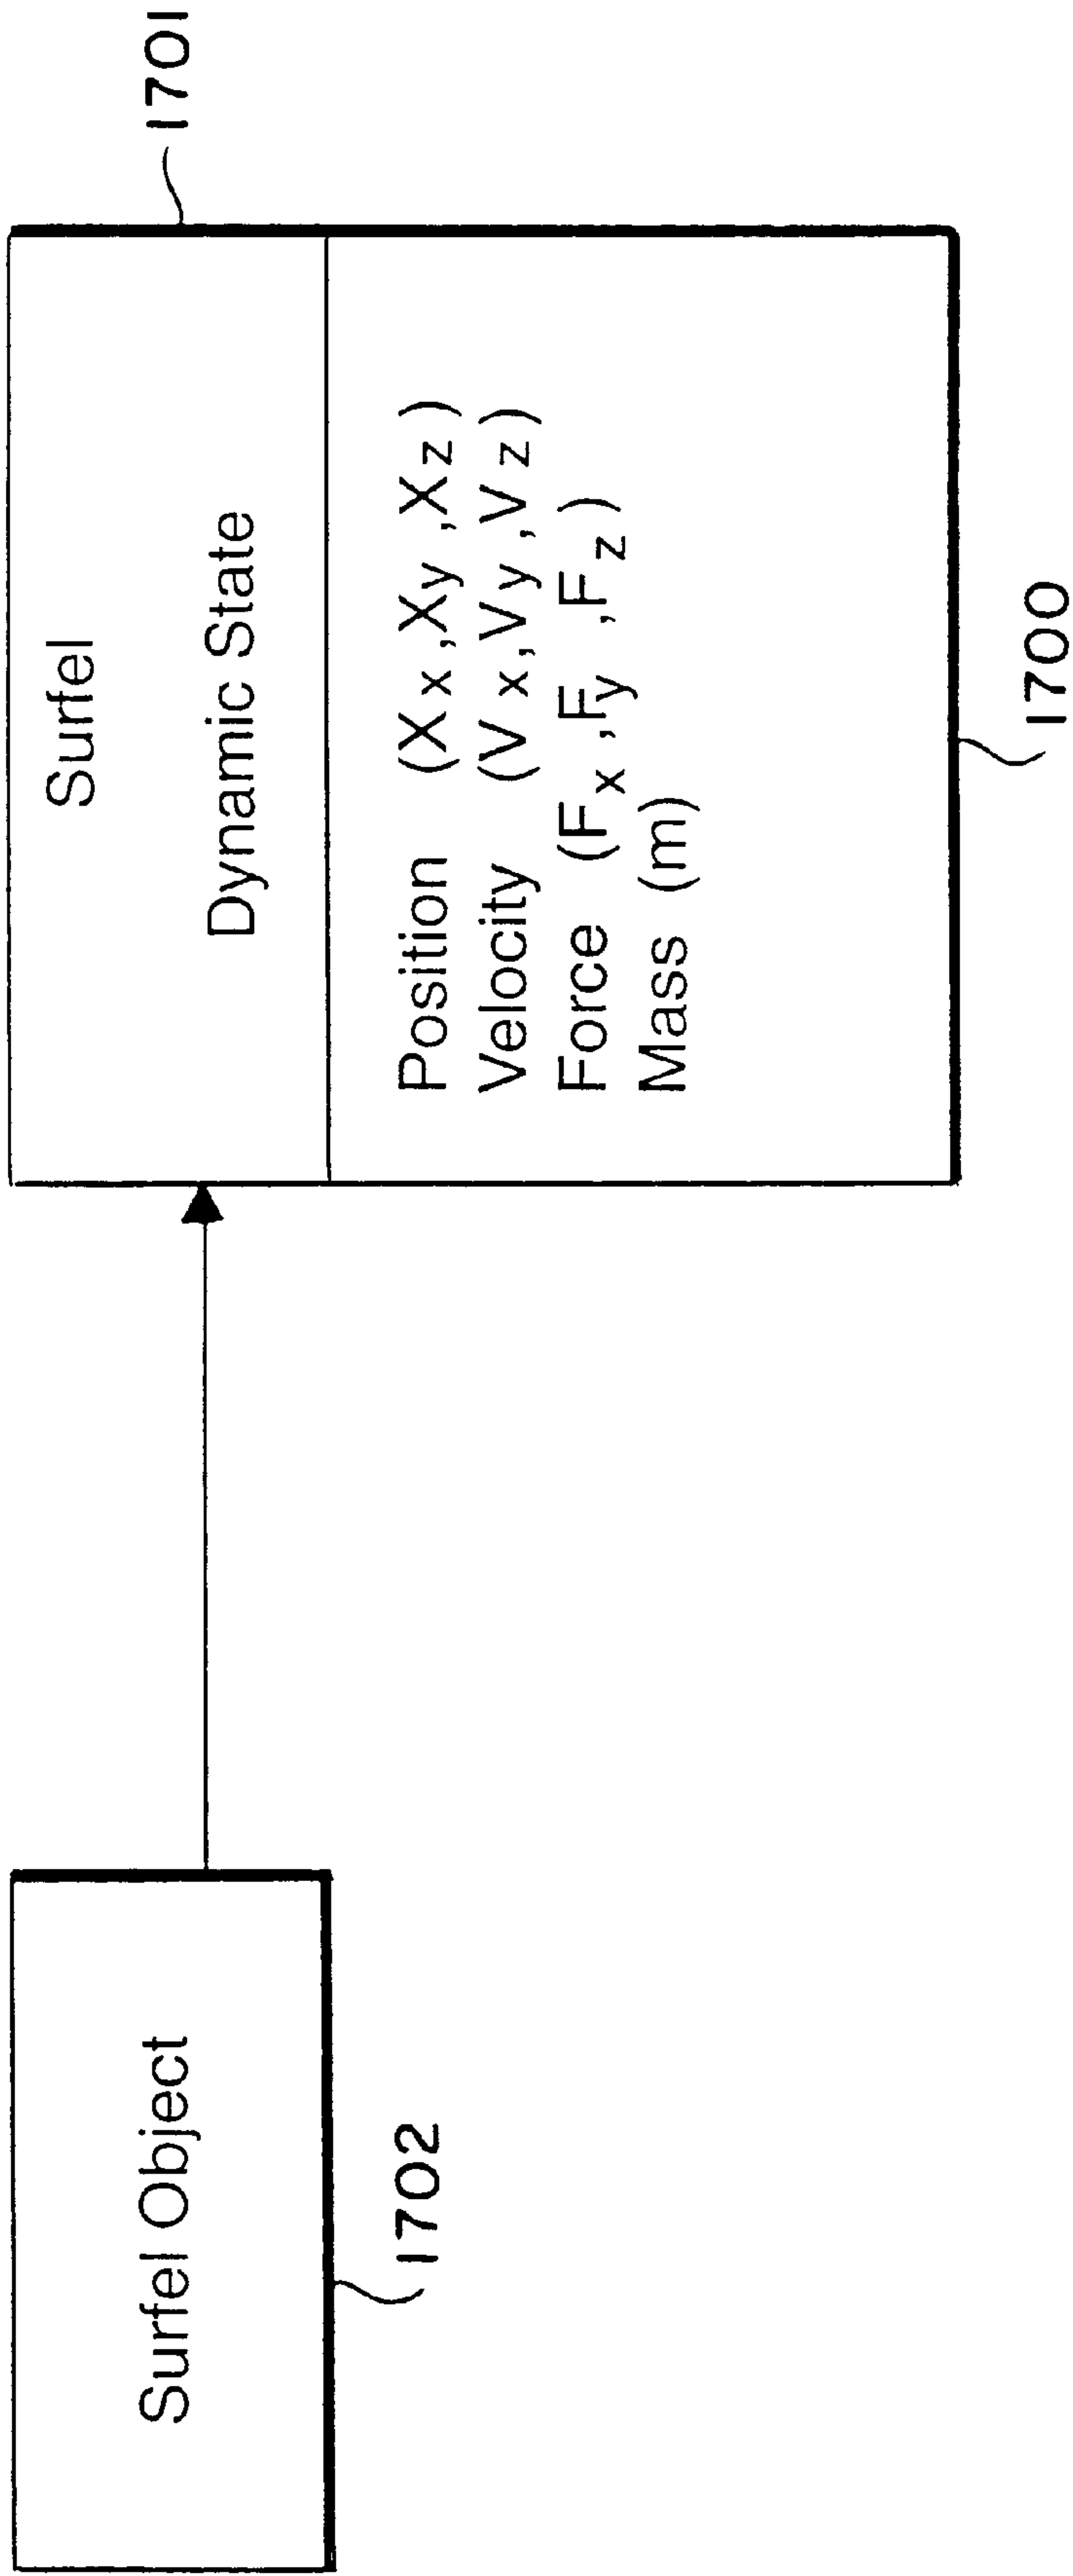 Surfel Object
1702
Surfel
Dynamic State
1701
Position (Xx ,Xy ,Xz )
Velocity (Vx ,Vy ,Vz )
Force (Fx ,Fy ,Fz )
Mass (m)
1700